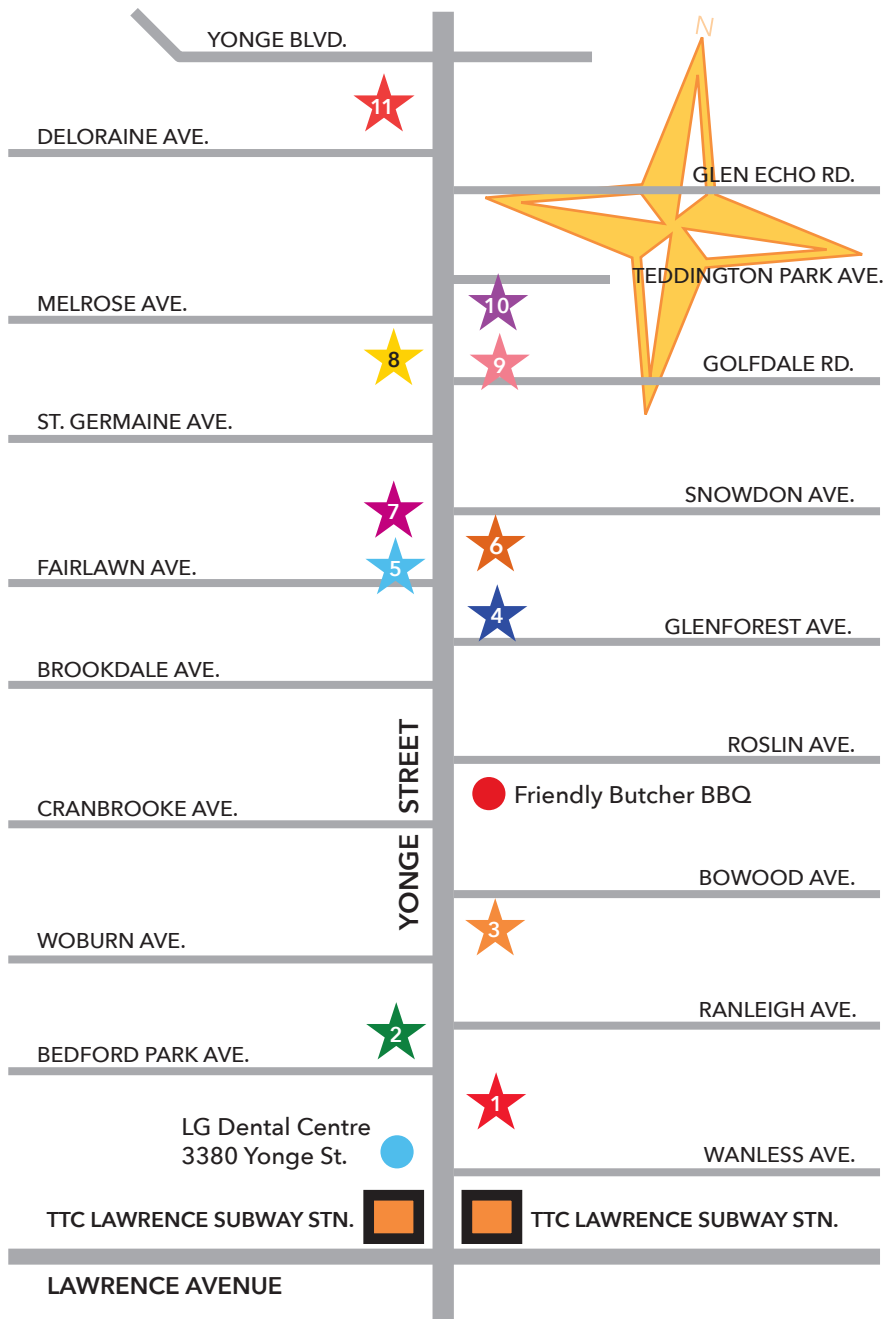 N
YONGE BLVD.
11
DELORAINE AVE.
GLEN ECHO RD.
TEDDINGTON PARK AVE.
MELROSE AVE.
10
8
9
GOLFDALE RD.
ST. GERMAINE AVE.
SNOWDON AVE.
7
6
FAIRLAWN AVE.
5
4
GLENFOREST AVE.
BROOKDALE AVE.
YONGE STREET
ROSLIN AVE.
Friendly Butcher BBQ
CRANBROOKE AVE.
BOWOOD AVE.
3
WOBURN AVE.
RANLEIGH AVE.
2
BEDFORD PARK AVE.
1
LG Dental Centre
3380 Yonge St.
WANLESS AVE.
TTC LAWRENCE SUBWAY STN.
TTC LAWRENCE SUBWAY STN.
LAWRENCE AVENUE